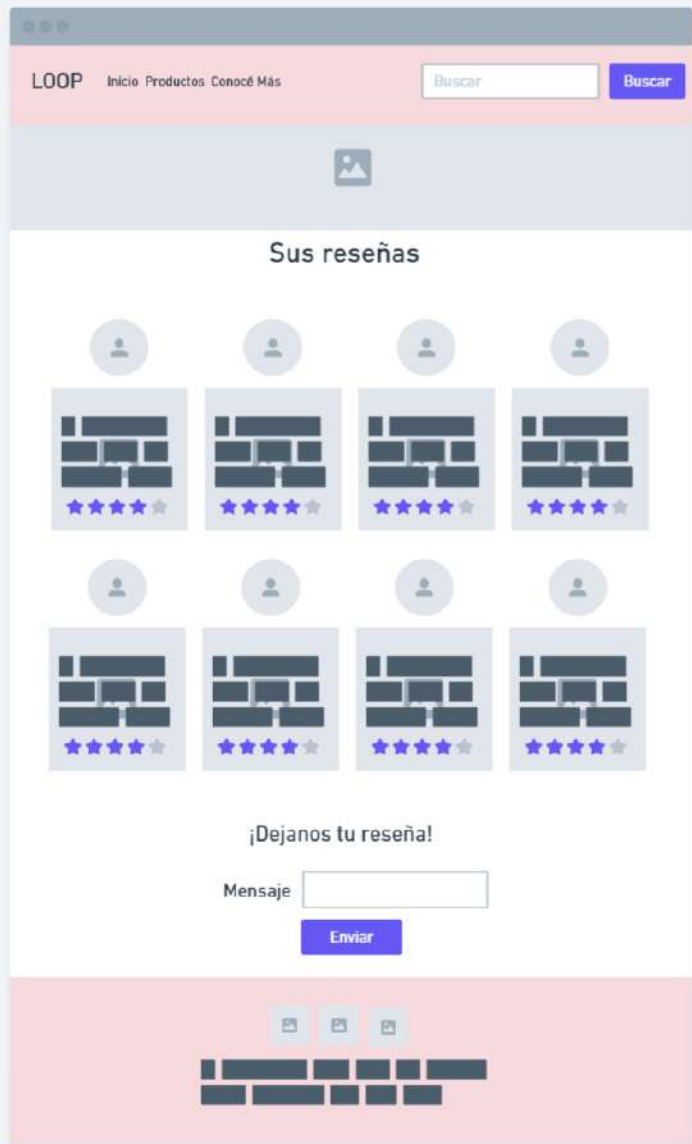 LOOP Inicio Productos Conocé Más Buscar Buscar
Sus reseñas
¡Dejanos tu reseña!
Mensaje
Enviar